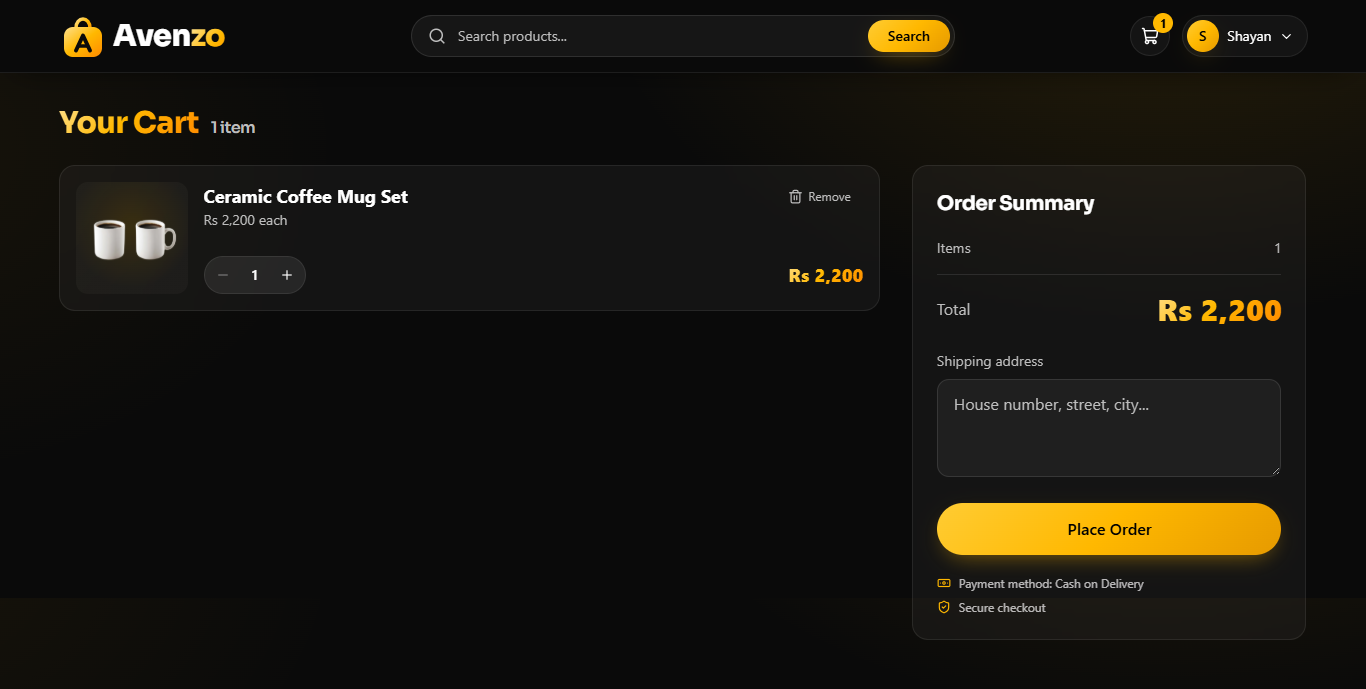 Avenzo
Search products...
Search
1
S
Shayan
Your Cart 1 item
Ceramic Coffee Mug Set
Remove
Rs 2,200 each
− 1 +
Rs 2,200
Order Summary
Items 1
Total Rs 2,200
Shipping address
House number, street, city...
Place Order
Payment method: Cash on Delivery
Secure checkout